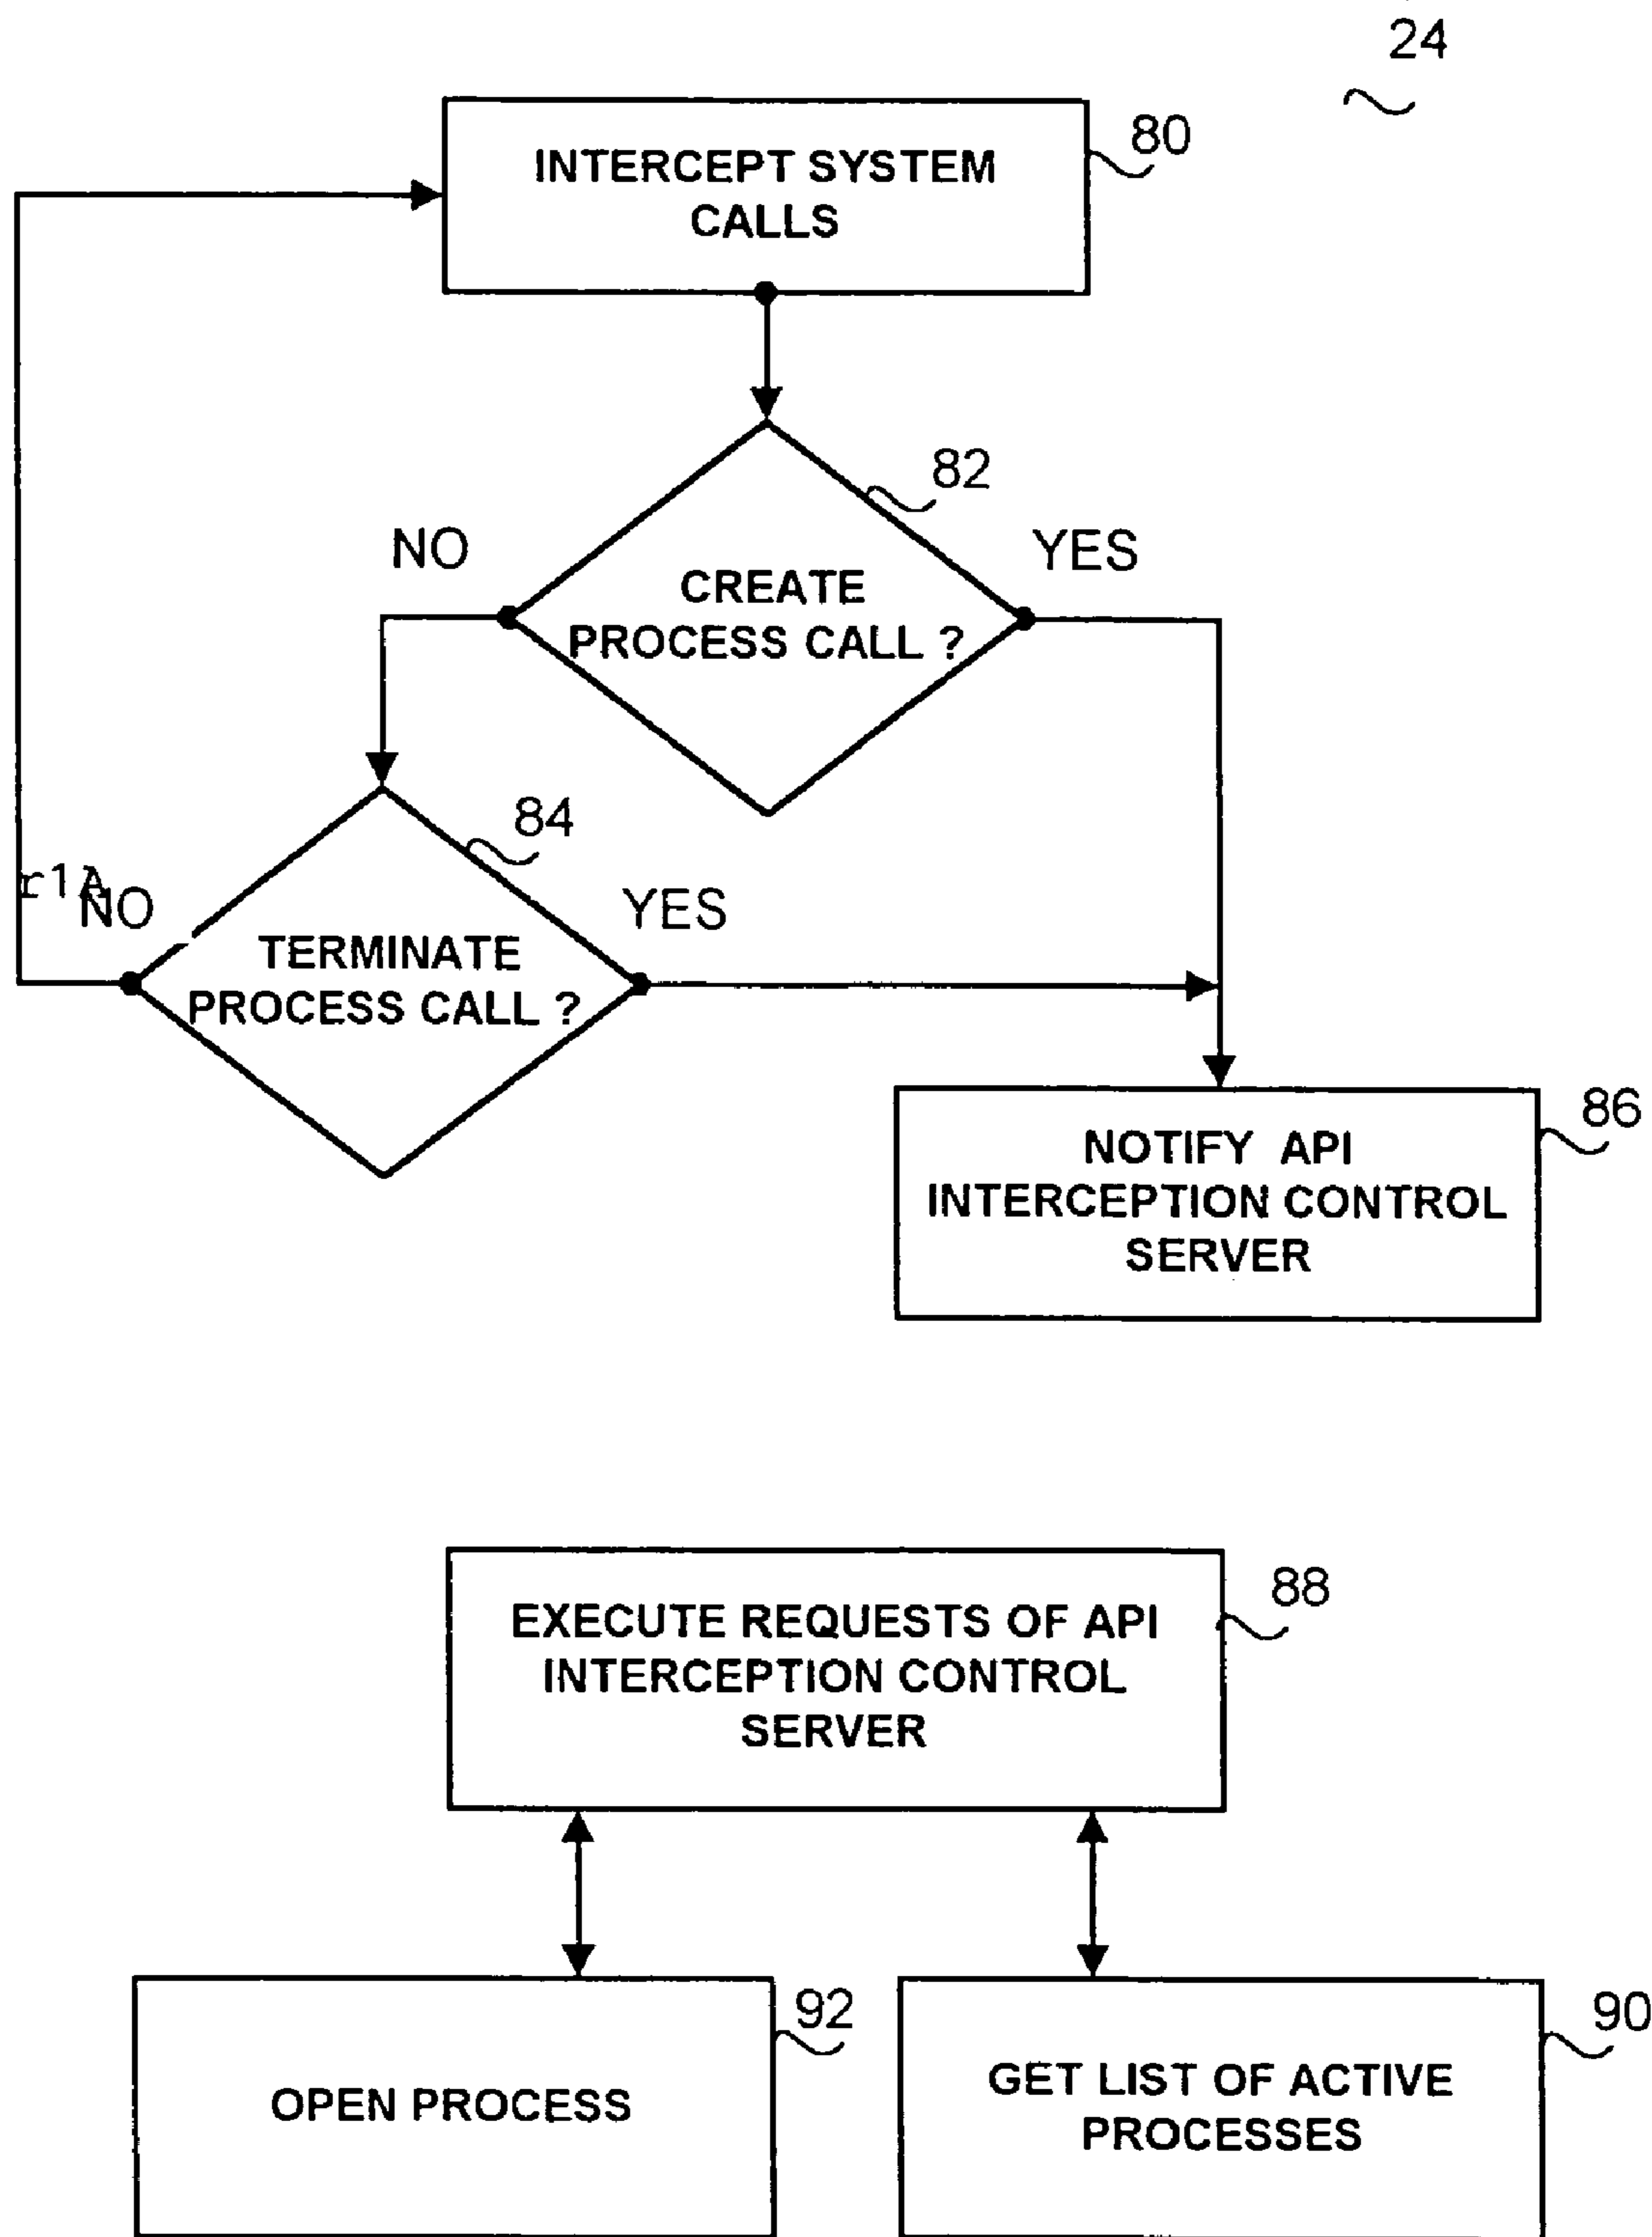 24
INTERCEPT SYSTEM
CALLS
80
82
NO
YES
CREATE
PROCESS CALL ?
84
r1A
NO
YES
TERMINATE
PROCESS CALL ?
86
NOTIFY API
INTERCEPTION CONTROL
SERVER
88
EXECUTE REQUESTS OF API
INTERCEPTION CONTROL
SERVER
92
OPEN PROCESS
90
GET LIST OF ACTIVE
PROCESSES